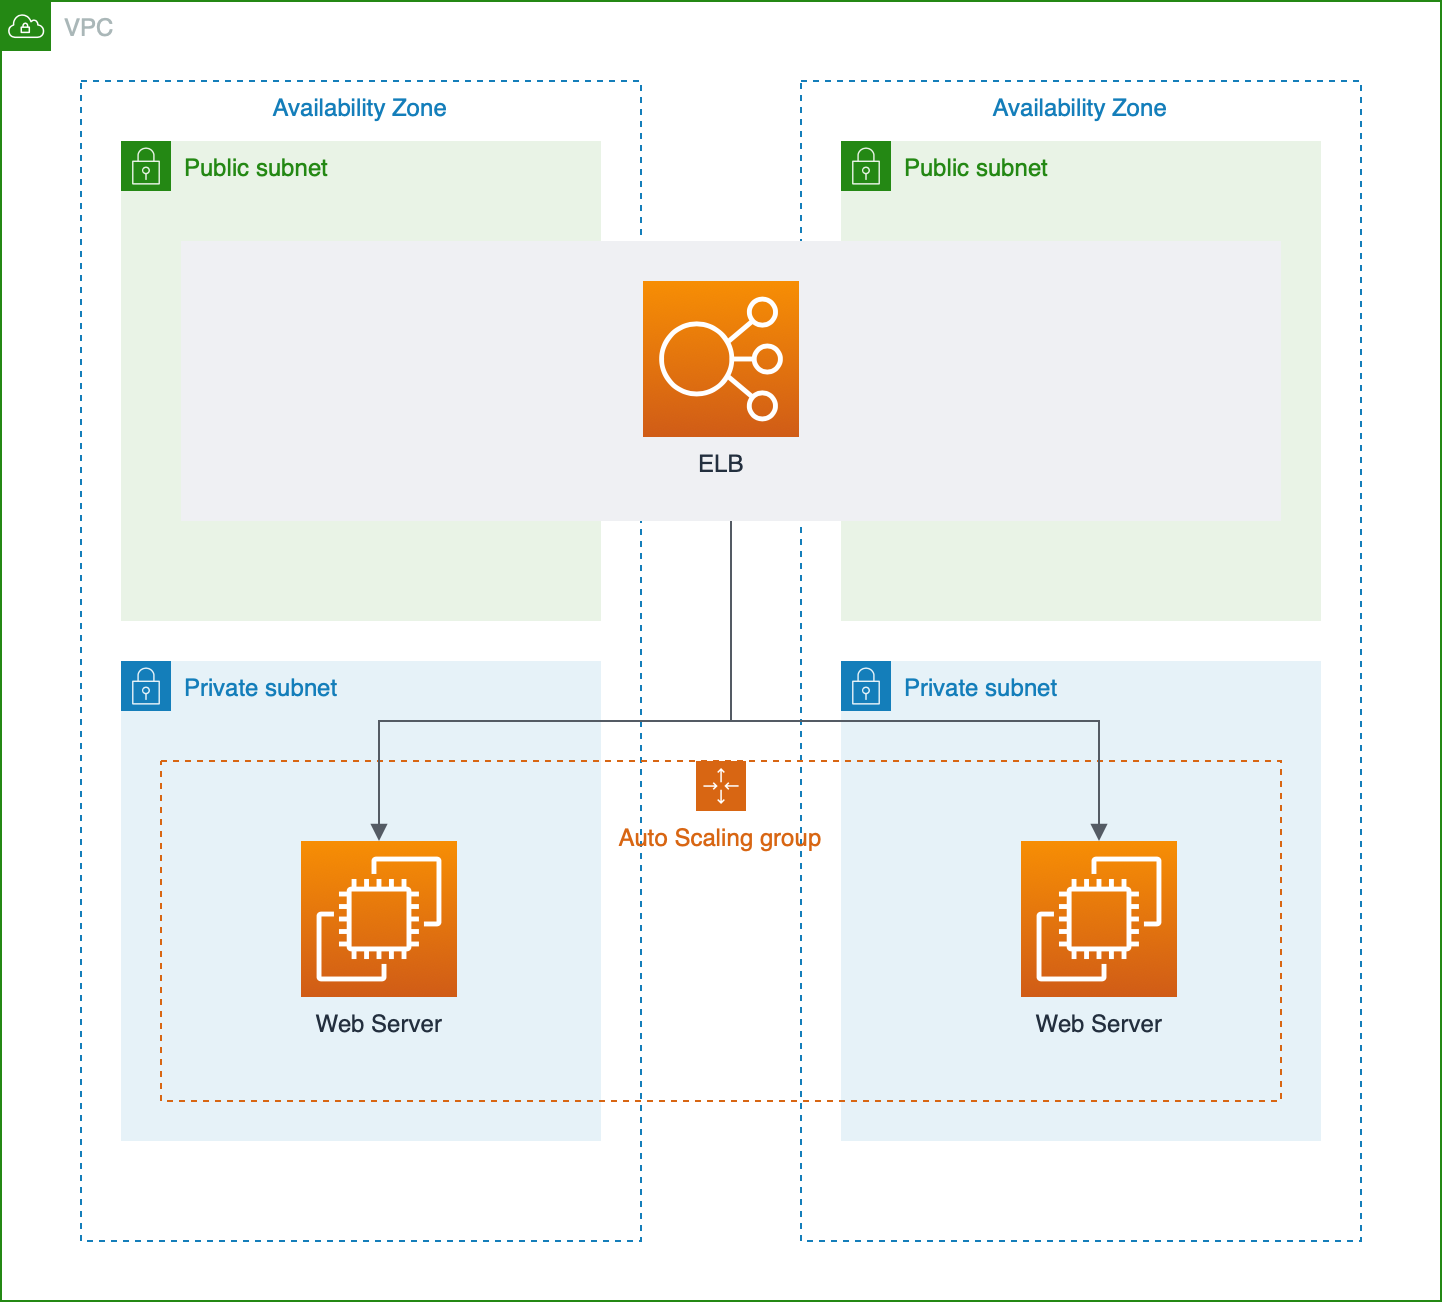 VPC
Availability Zone
Availability Zone
Public subnet
Public subnet
ELB
Private subnet
Private subnet
Auto Scaling group
Web Server
Web Server